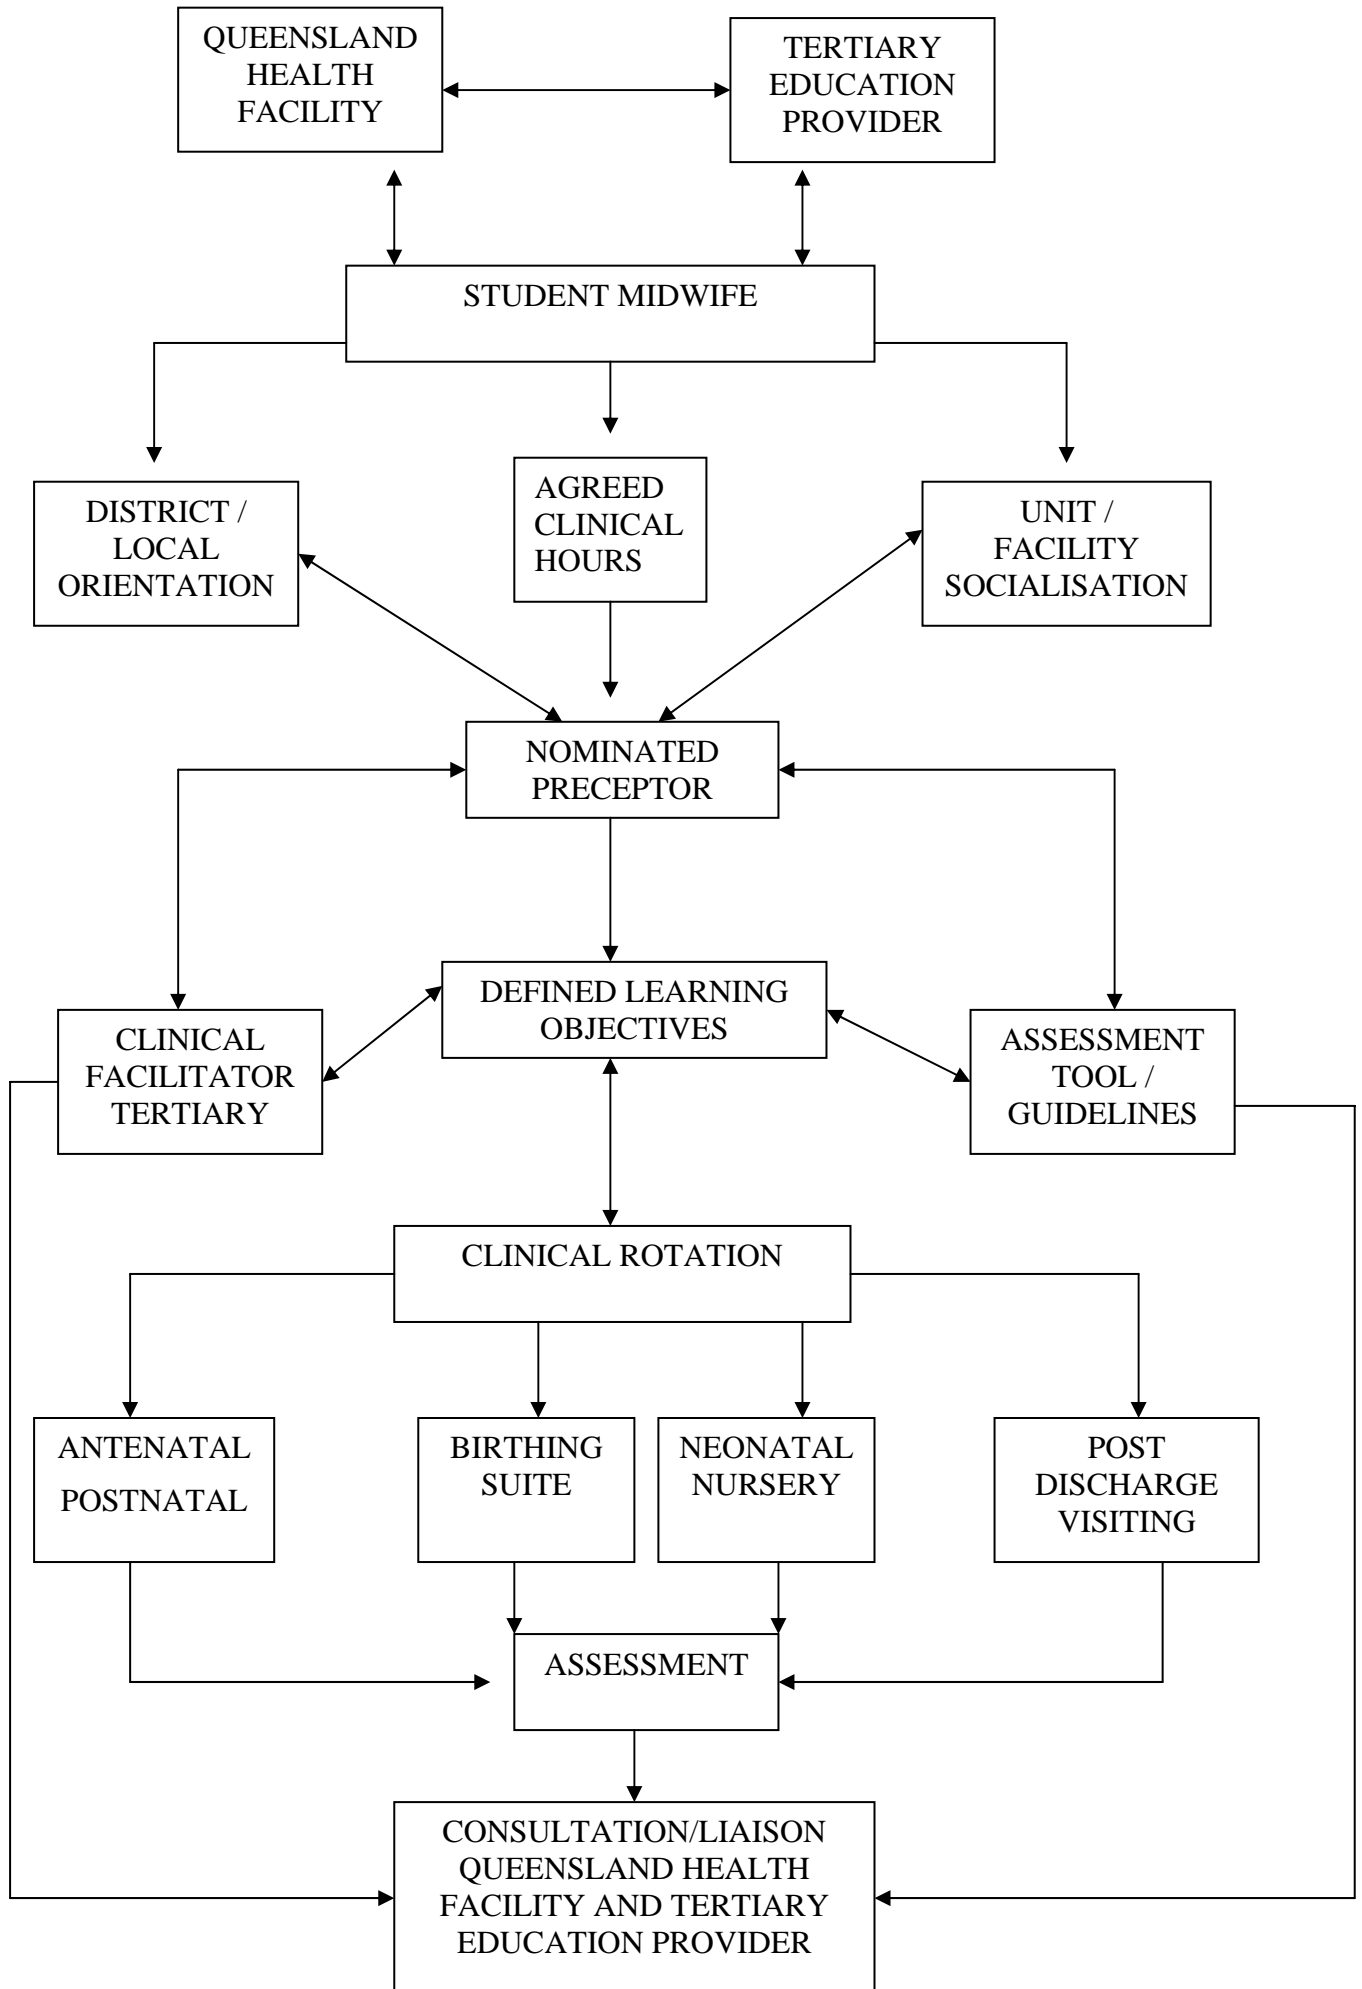 QUEENSLAND
HEALTH
FACILITY
TERTIARY
EDUCATION
PROVIDER
STUDENT MIDWIFE
DISTRICT /
LOCAL
ORIENTATION
AGREED
CLINICAL
HOURS
UNIT /
FACILITY
SOCIALISATION
NOMINATED
PRECEPTOR
DEFINED LEARNING
OBJECTIVES
CLINICAL
FACILITATOR
TERTIARY
ASSESSMENT
TOOL /
GUIDELINES
CLINICAL ROTATION
ANTENATAL
POSTNATAL
BIRTHING
SUITE
NEONATAL
NURSERY
POST
DISCHARGE
VISITING
ASSESSMENT
CONSULTATION/LIAISON
QUEENSLAND HEALTH
FACILITY AND TERTIARY
EDUCATION PROVIDER